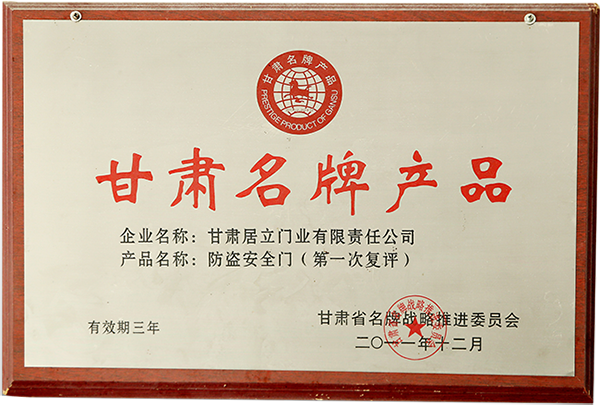 甘肃名牌产品
PRESTIGE PRODUCT OF GANSU
甘肃名牌产品
企业名称：甘肃居立门业有限责任公司
产品名称：防盗安全门（第一次复评）
有效期三年
甘肃省名牌战略推进委员会
二〇一一年十二月